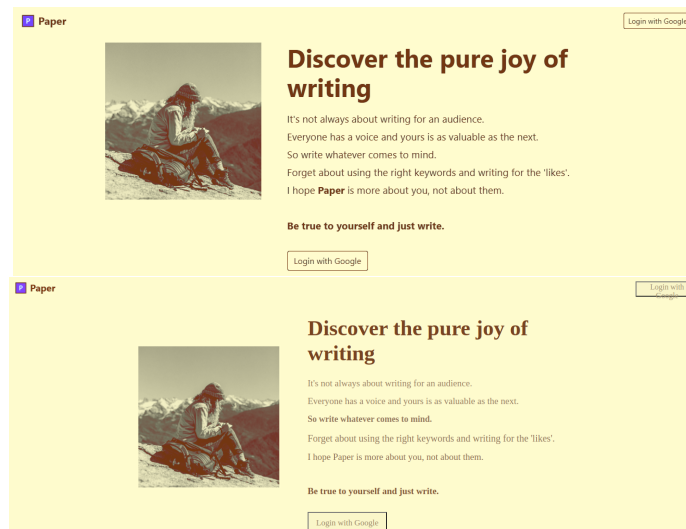 P Paper
Login with Google
Discover the pure joy of
writing
It's not always about writing for an audience.
Everyone has a voice and yours is as valuable as the next.
So write whatever comes to mind.
Forget about using the right keywords and writing for the 'likes'.
I hope Paper is more about you, not about them.
Be true to yourself and just write.
Login with Google
P Paper
Login with
Google
Discover the pure joy of
writing
It's not always about writing for an audience.
Everyone has a voice and yours is as valuable as the next.
So write whatever comes to mind.
Forget about using the right keywords and writing for the 'likes'.
I hope Paper is more about you, not about them.
Be true to yourself and just write.
Login with Google